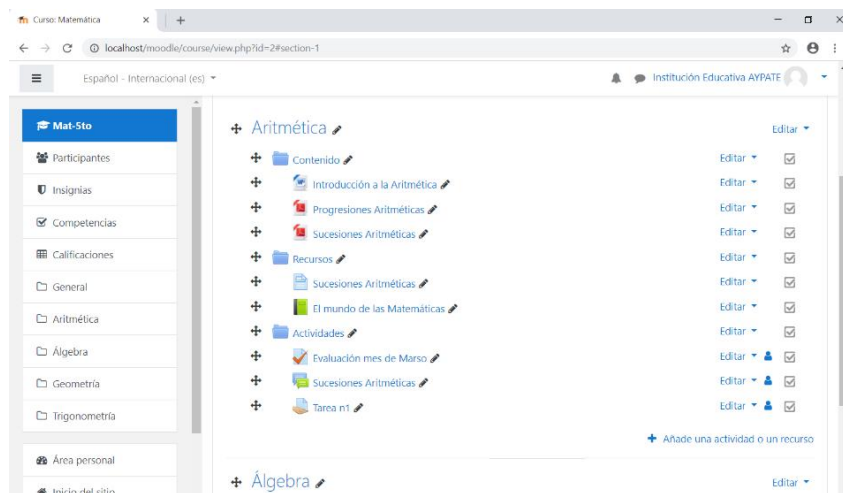 Curso: Matemática
localhost/moodle/course/view.php?id=2#section-1
Español - Internacional (es)
Institución Educativa AYPATE
Mat-5to
Participantes
Insignias
Competencias
Calificaciones
General
Aritmética
Álgebra
Geometría
Trigonometría
Área personal
Inicio del sitio
Aritmética Editar
Contenido Editar
Introducción a la Aritmética Editar
Progresiones Aritméticas Editar
Sucesiones Aritméticas Editar
Recursos Editar
Sucesiones Aritméticas Editar
El mundo de las Matemáticas Editar
Actividades Editar
Evaluación mes de Marso Editar
Sucesiones Aritméticas Editar
Tarea n1 Editar
Añade una actividad o un recurso
Álgebra Editar